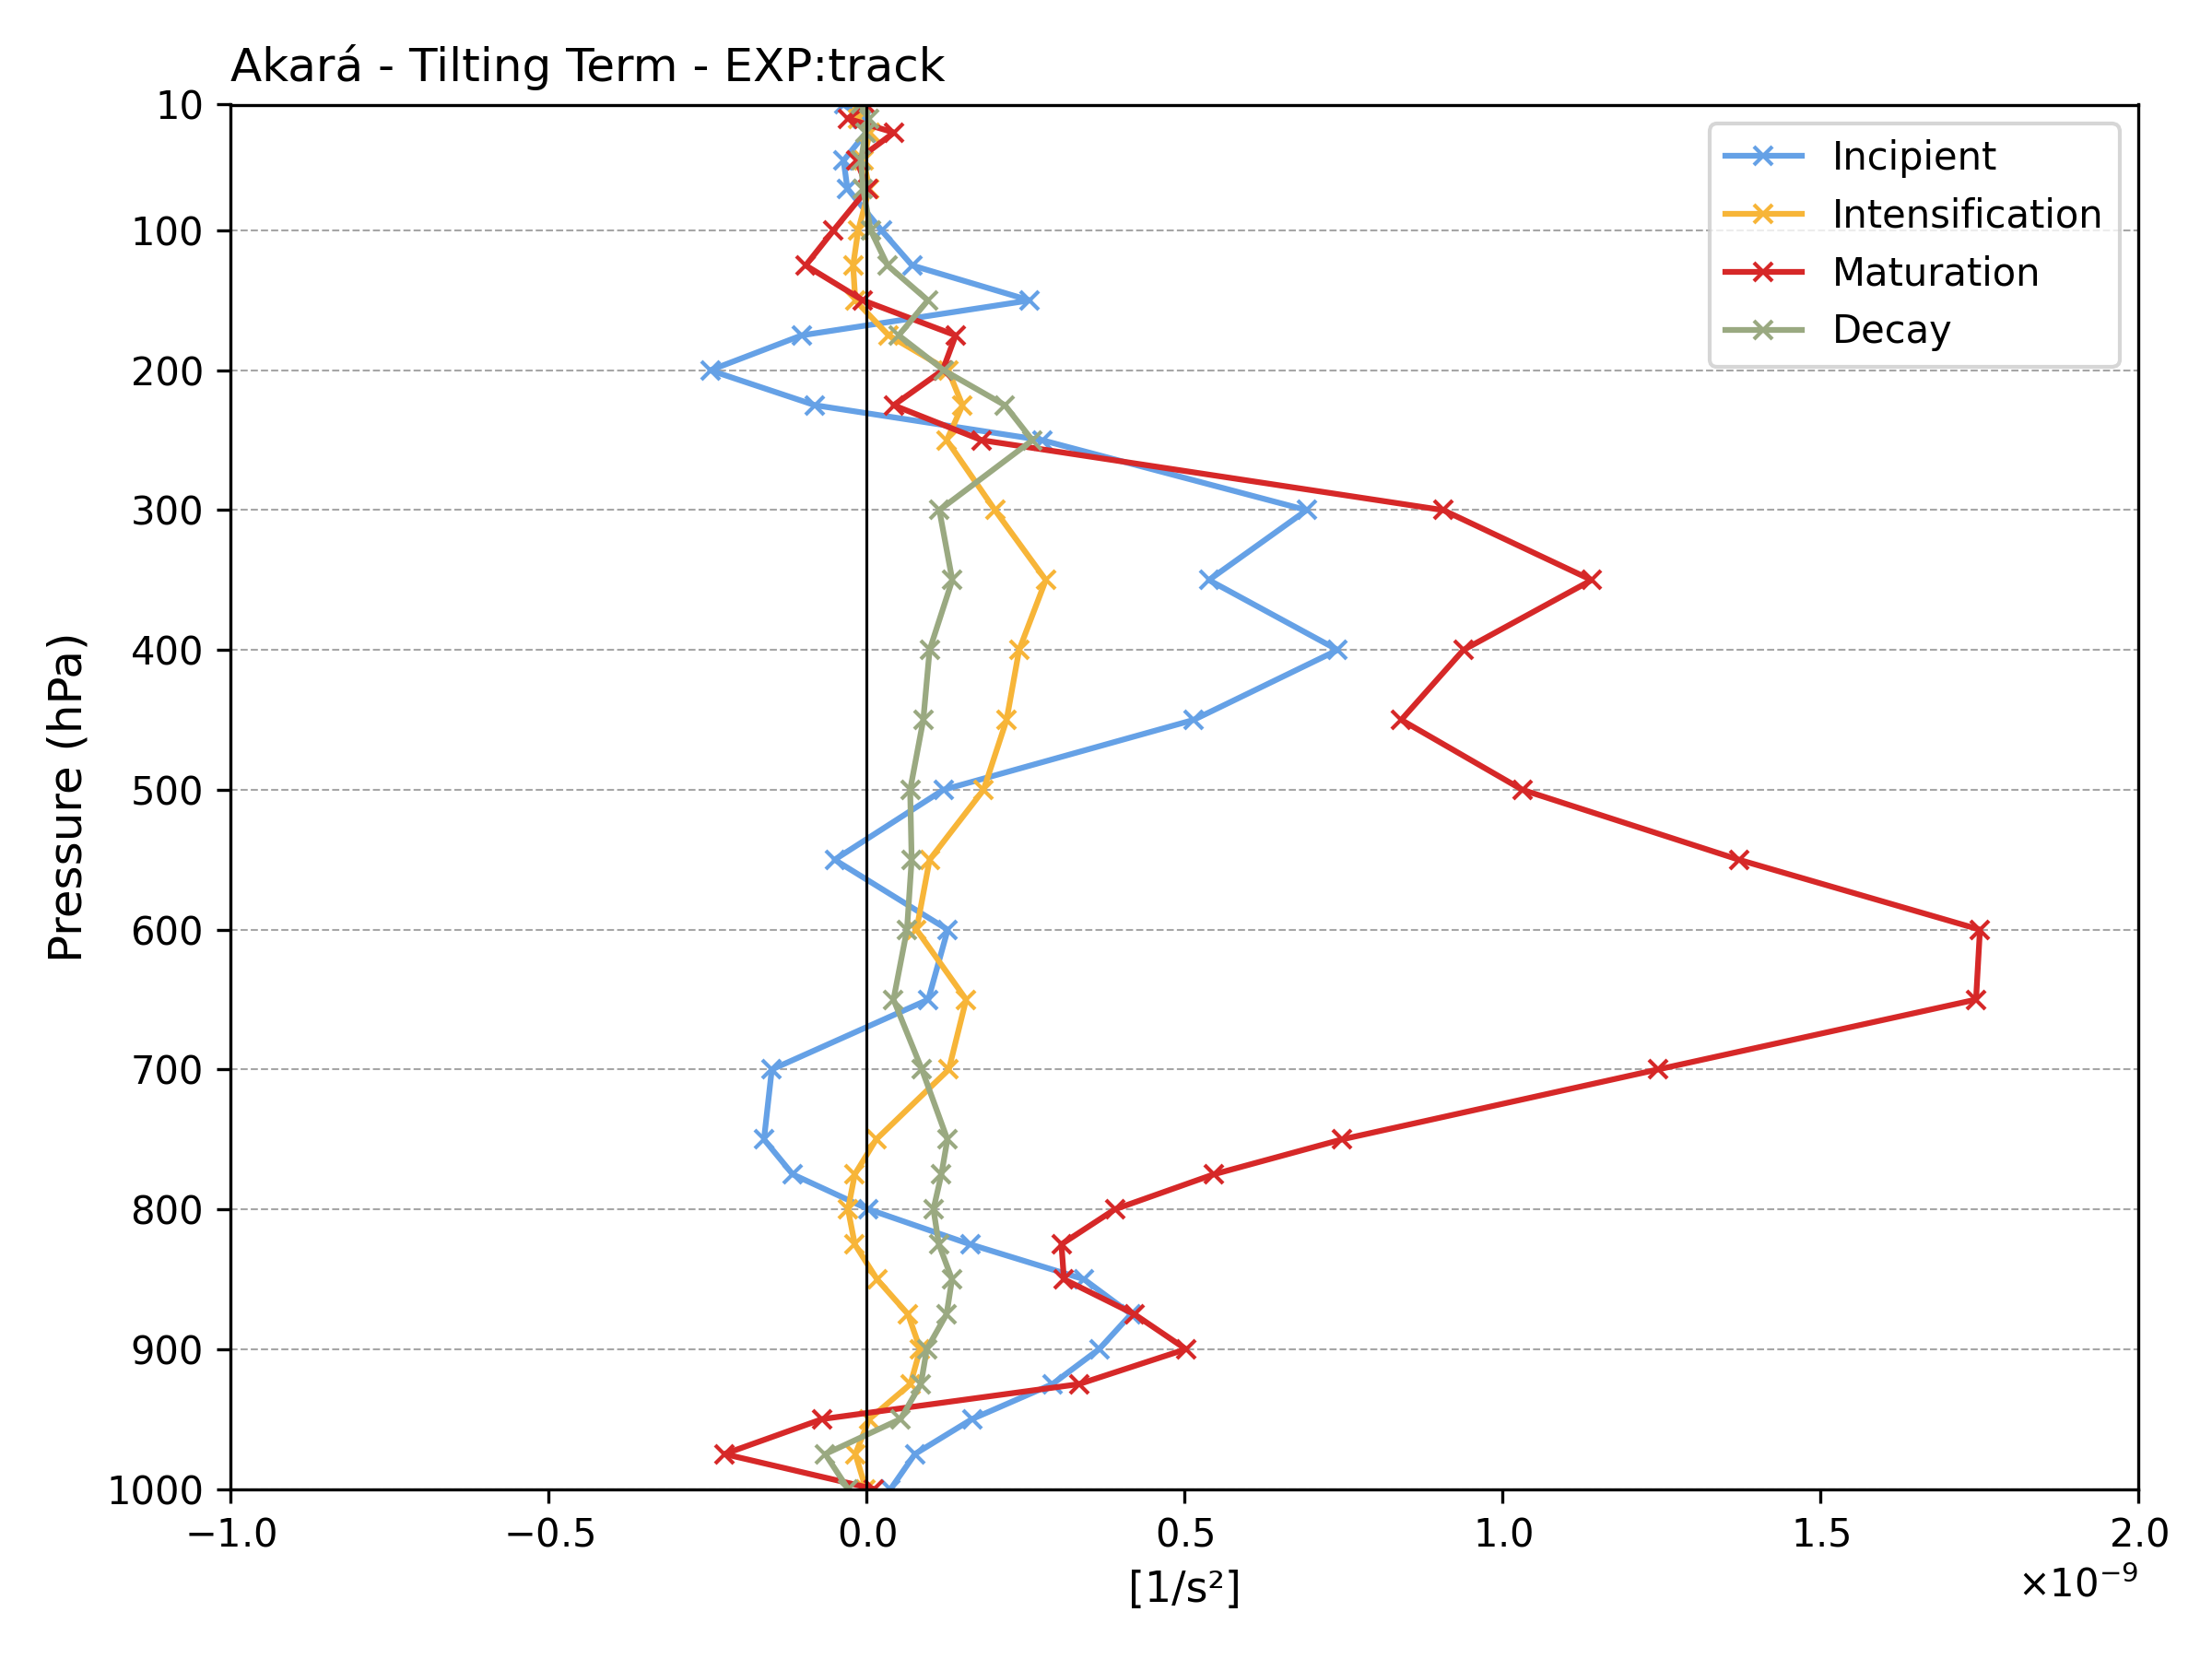 Akará - Tilting Term - EXP:track
10
100
200
300
400
500
600
700
800
900
1000
Pressure (hPa)
Incipient
Intensification
Maturation
Decay
−1.0 −0.5 0.0 0.5 1.0 1.5 2.0
[1/s²]
×10⁻⁹